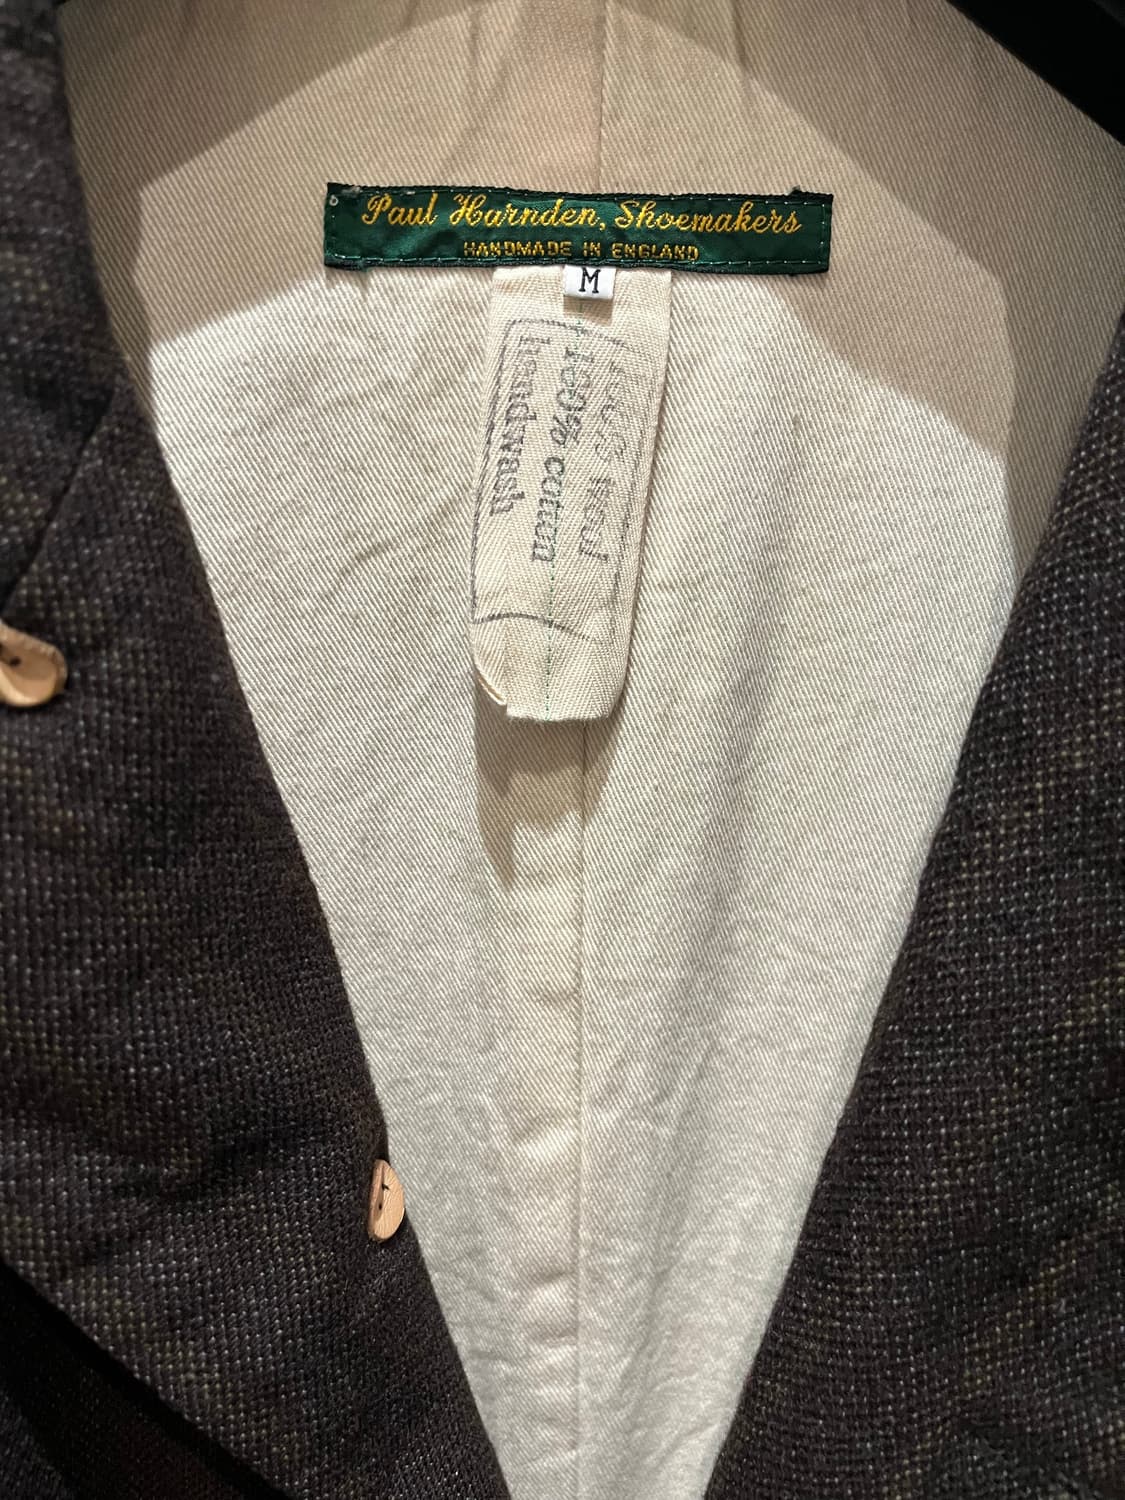 Paul Harnden, Shoemakers
HANDMADE IN ENGLAND
M
100% cotton
handwash